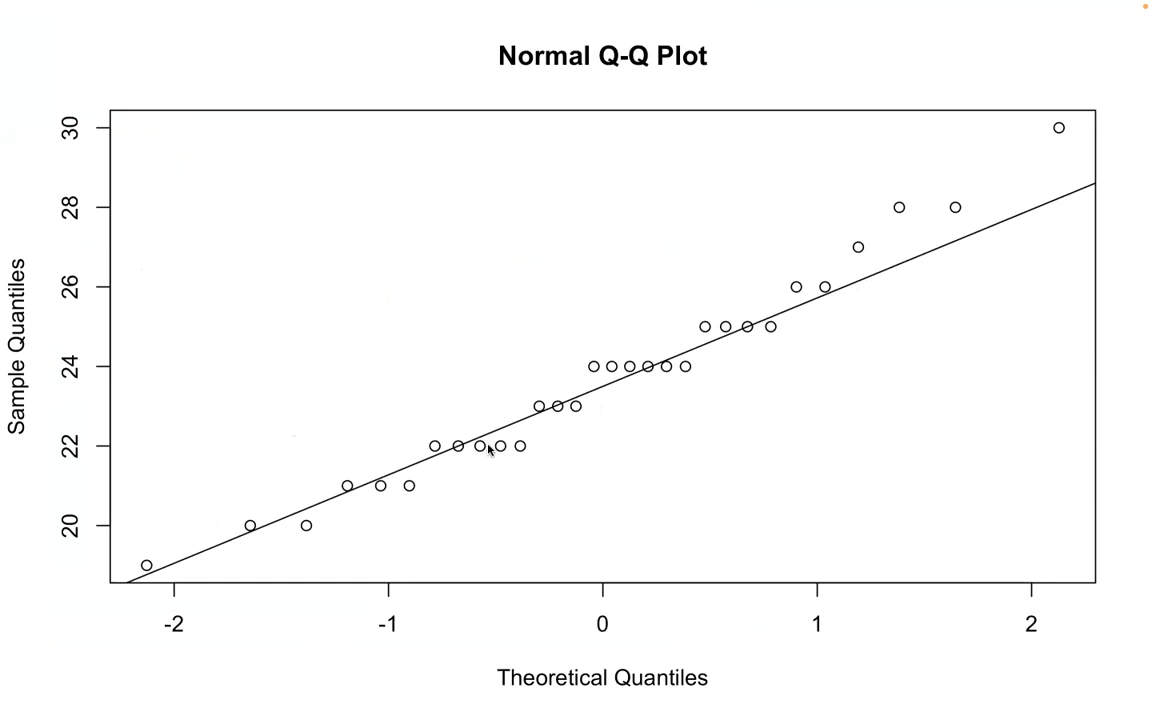 Normal Q-Q Plot
30
28
26
24
22
20
Sample Quantiles
-2 -1 0 1 2
Theoretical Quantiles